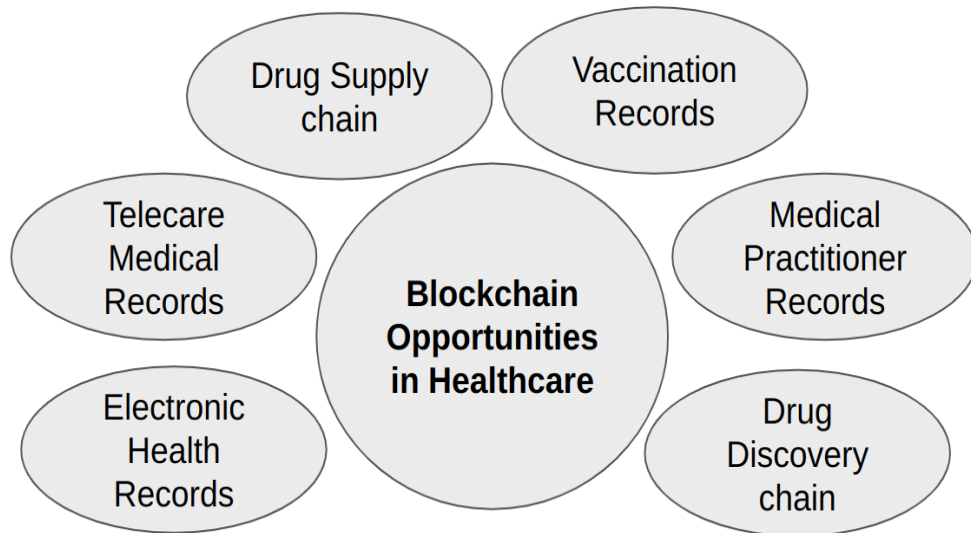 Drug Supply
chain
Vaccination
Records
Telecare
Medical
Records
Medical
Practitioner
Records
Blockchain
Opportunities
in Healthcare
Electronic
Health
Records
Drug
Discovery
chain